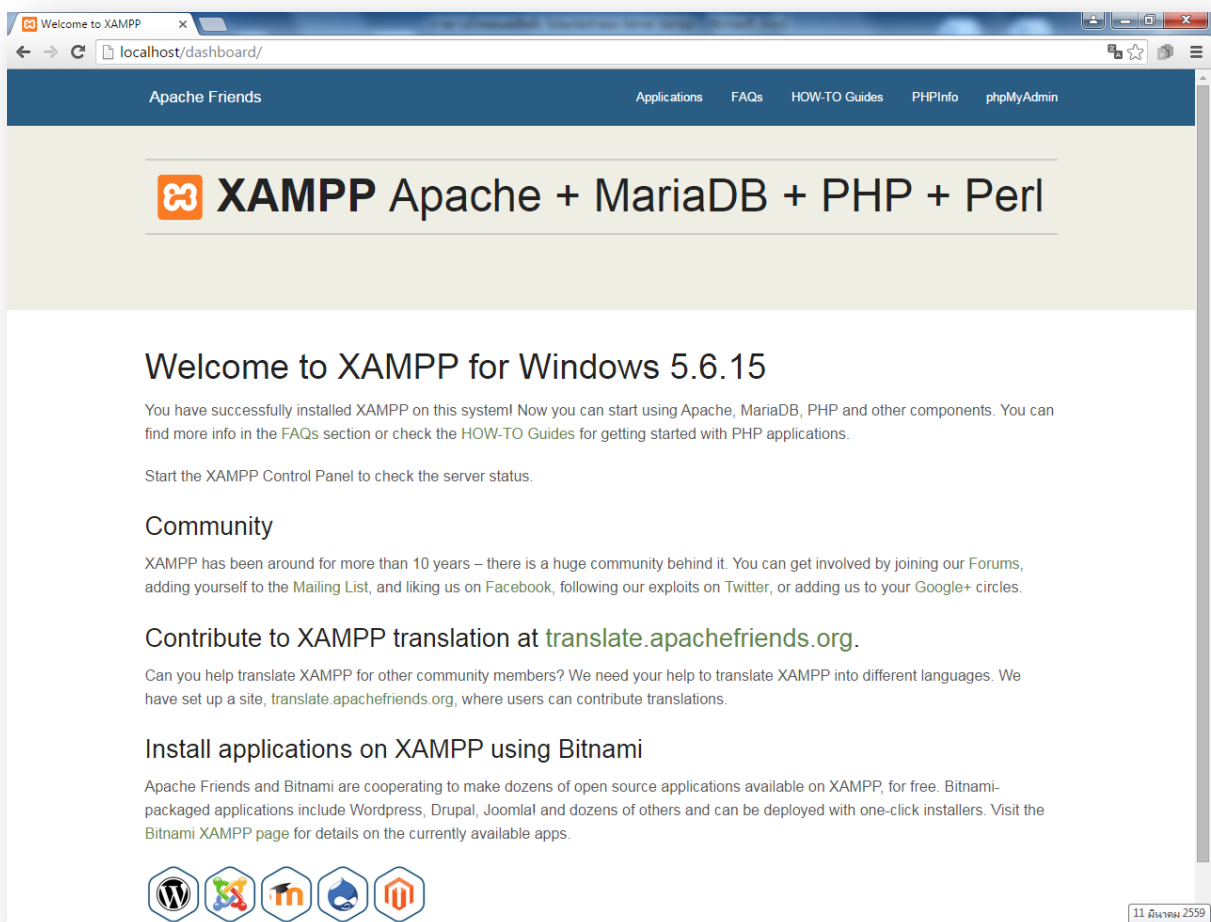 Welcome to XAMPP
localhost/dashboard/
Apache Friends
Applications FAQs HOW-TO Guides PHPInfo phpMyAdmin
XAMPP Apache + MariaDB + PHP + Perl
Welcome to XAMPP for Windows 5.6.15
You have successfully installed XAMPP on this system! Now you can start using Apache, MariaDB, PHP and other components. You can
find more info in the FAQs section or check the HOW-TO Guides for getting started with PHP applications.
Start the XAMPP Control Panel to check the server status.
Community
XAMPP has been around for more than 10 years – there is a huge community behind it. You can get involved by joining our Forums,
adding yourself to the Mailing List, and liking us on Facebook, following our exploits on Twitter, or adding us to your Google+ circles.
Contribute to XAMPP translation at translate.apachefriends.org.
Can you help translate XAMPP for other community members? We need your help to translate XAMPP into different languages. We
have set up a site, translate.apachefriends.org, where users can contribute translations.
Install applications on XAMPP using Bitnami
Apache Friends and Bitnami are cooperating to make dozens of open source applications available on XAMPP, for free. Bitnami-
packaged applications include Wordpress, Drupal, Joomla! and dozens of others and can be deployed with one-click installers. Visit the
Bitnami XAMPP page for details on the currently available apps.
11 มีนาคม 2559